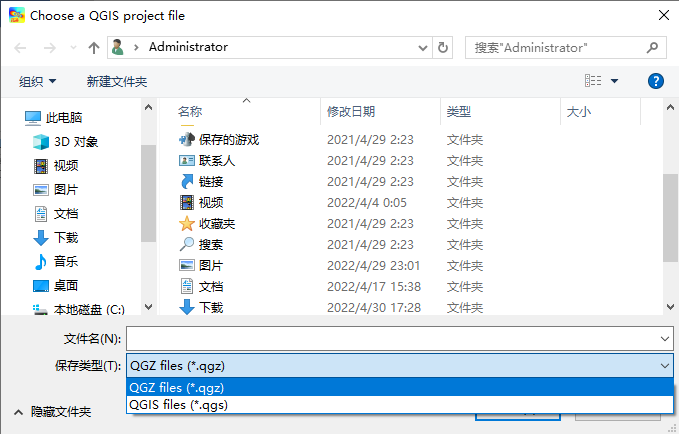 Choose a QGIS project file
Administrator
搜索"Administrator"
组织
新建文件夹
?
名称 修改日期 类型 大小
此电脑
3D 对象
视频
图片
文档
下载
音乐
桌面
本地磁盘 (C:)
保存的游戏 2021/4/29 2:23 文件夹
联系人 2021/4/29 2:23 文件夹
链接 2021/4/29 2:23 文件夹
视频 2022/4/4 0:05 文件夹
收藏夹 2021/4/29 2:23 文件夹
搜索 2021/4/29 2:23 文件夹
图片 2022/4/29 23:01 文件夹
文档 2022/4/17 15:38 文件夹
下载 2022/4/30 17:28 文件夹
文件名(N):
保存类型(T): QGZ files (*.qgz)
QGZ files (*.qgz)
QGIS files (*.qgs)
隐藏文件夹